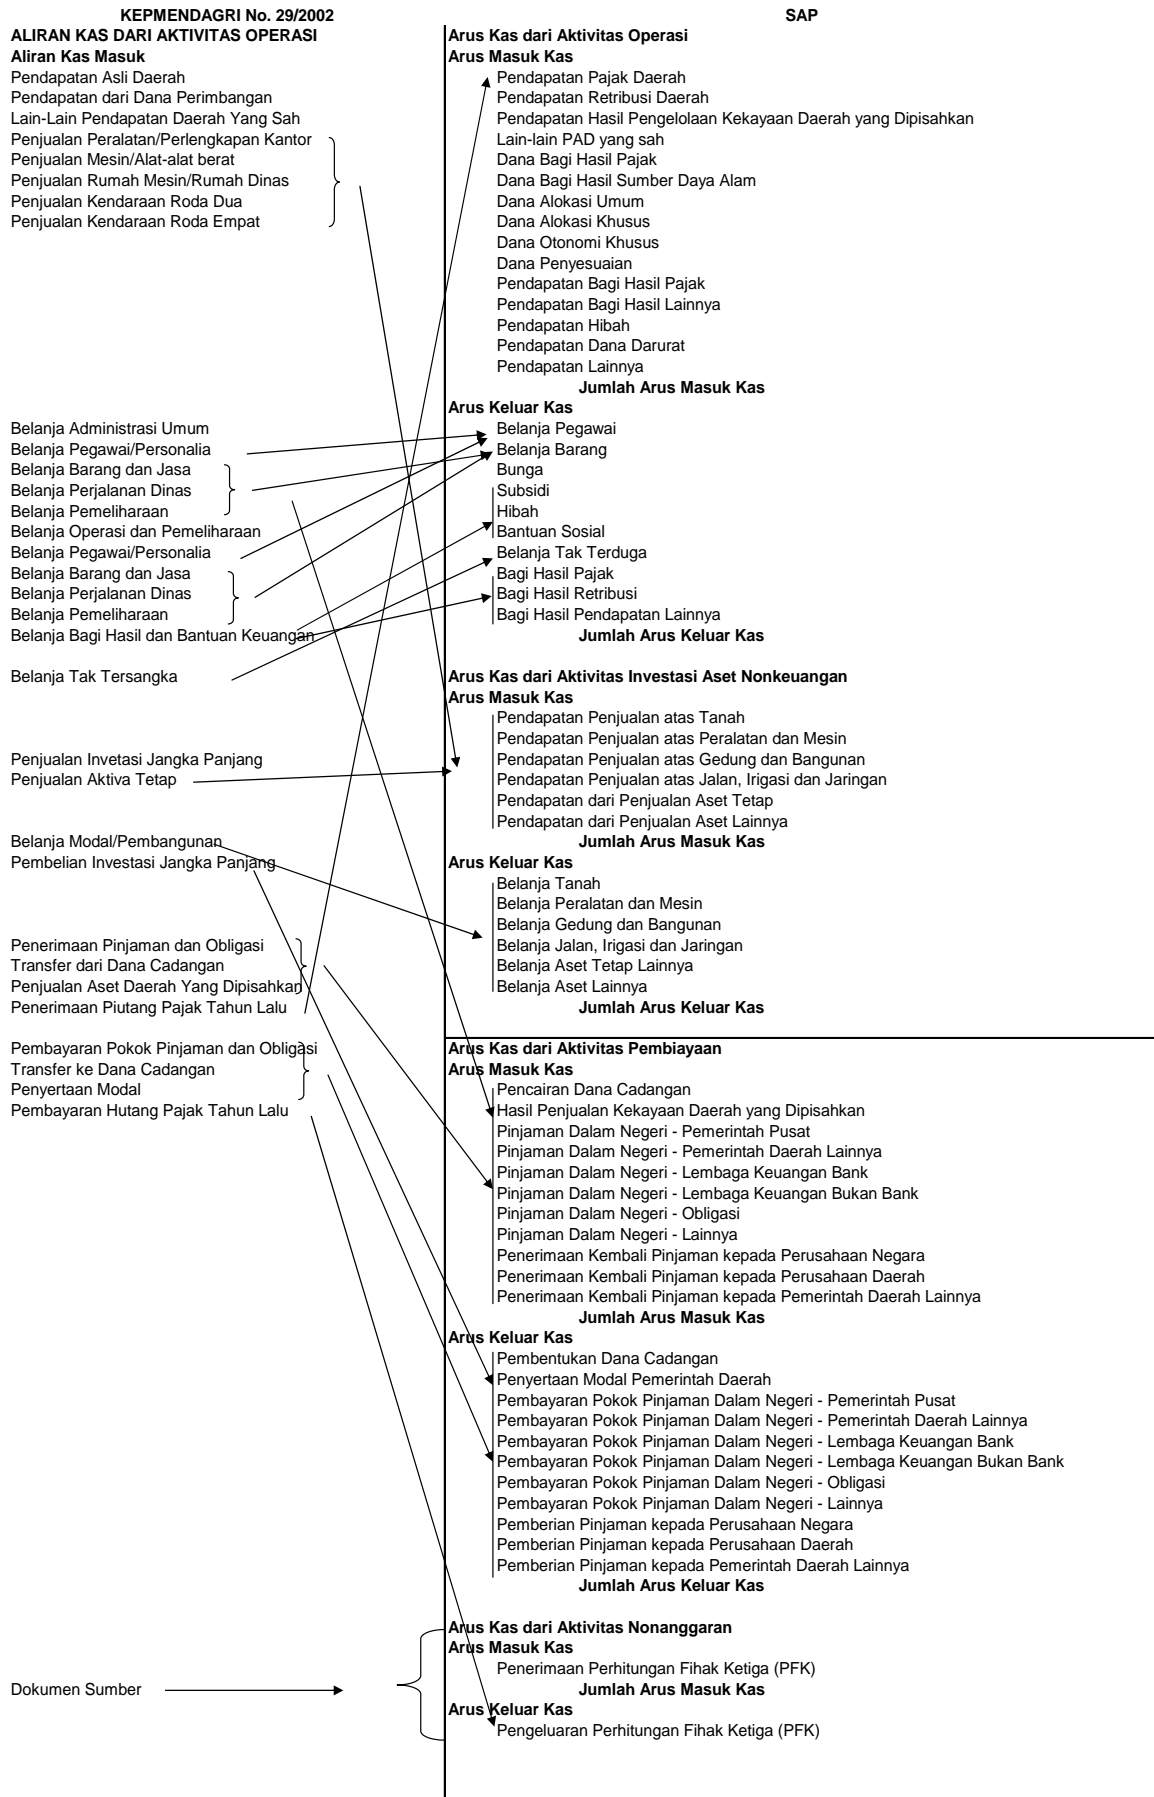 KEPMENDAGRI No. 29/2002
ALIRAN KAS DARI AKTIVITAS OPERASI
Aliran Kas Masuk
Pendapatan Asli Daerah
Pendapatan dari Dana Perimbangan
Lain-Lain Pendapatan Daerah Yang Sah
Penjualan Peralatan/Perlengkapan Kantor
Penjualan Mesin/Alat-alat berat
Penjualan Rumah Mesin/Rumah Dinas
Penjualan Kendaraan Roda Dua
Penjualan Kendaraan Roda Empat
Belanja Administrasi Umum
Belanja Pegawai/Personalia
Belanja Barang dan Jasa
Belanja Perjalanan Dinas
Belanja Pemeliharaan
Belanja Operasi dan Pemeliharaan
Belanja Pegawai/Personalia
Belanja Barang dan Jasa
Belanja Perjalanan Dinas
Belanja Pemeliharaan
Belanja Bagi Hasil dan Bantuan Keuangan
Belanja Tak Tersangka
Penjualan Invetasi Jangka Panjang
Penjualan Aktiva Tetap
Belanja Modal/Pembangunan
Pembelian Investasi Jangka Panjang
Penerimaan Pinjaman dan Obligasi
Transfer dari Dana Cadangan
Penjualan Aset Daerah Yang Dipisahkan
Penerimaan Piutang Pajak Tahun Lalu
Pembayaran Pokok Pinjaman dan Obligasi
Transfer ke Dana Cadangan
Penyertaan Modal
Pembayaran Hutang Pajak Tahun Lalu
Dokumen Sumber
SAP
Arus Kas dari Aktivitas Operasi
Arus Masuk Kas
Pendapatan Pajak Daerah
Pendapatan Retribusi Daerah
Pendapatan Hasil Pengelolaan Kekayaan Daerah yang Dipisahkan
Lain-lain PAD yang sah
Dana Bagi Hasil Pajak
Dana Bagi Hasil Sumber Daya Alam
Dana Alokasi Umum
Dana Alokasi Khusus
Dana Otonomi Khusus
Dana Penyesuaian
Pendapatan Bagi Hasil Pajak
Pendapatan Bagi Hasil Lainnya
Pendapatan Hibah
Pendapatan Dana Darurat
Pendapatan Lainnya
Jumlah Arus Masuk Kas
Arus Keluar Kas
Belanja Pegawai
Belanja Barang
Bunga
Subsidi
Hibah
Bantuan Sosial
Belanja Tak Terduga
Bagi Hasil Pajak
Bagi Hasil Retribusi
Bagi Hasil Pendapatan Lainnya
Jumlah Arus Keluar Kas
Arus Kas dari Aktivitas Investasi Aset Nonkeuangan
Arus Masuk Kas
Pendapatan Penjualan atas Tanah
Pendapatan Penjualan atas Peralatan dan Mesin
Pendapatan Penjualan atas Gedung dan Bangunan
Pendapatan Penjualan atas Jalan, Irigasi dan Jaringan
Pendapatan dari Penjualan Aset Tetap
Pendapatan dari Penjualan Aset Lainnya
Jumlah Arus Masuk Kas
Arus Keluar Kas
Belanja Tanah
Belanja Peralatan dan Mesin
Belanja Gedung dan Bangunan
Belanja Jalan, Irigasi dan Jaringan
Belanja Aset Tetap Lainnya
Belanja Aset Lainnya
Jumlah Arus Keluar Kas
Arus Kas dari Aktivitas Pembiayaan
Arus Masuk Kas
Pencairan Dana Cadangan
Hasil Penjualan Kekayaan Daerah yang Dipisahkan
Pinjaman Dalam Negeri - Pemerintah Pusat
Pinjaman Dalam Negeri - Pemerintah Daerah Lainnya
Pinjaman Dalam Negeri - Lembaga Keuangan Bank
Pinjaman Dalam Negeri - Lembaga Keuangan Bukan Bank
Pinjaman Dalam Negeri - Obligasi
Pinjaman Dalam Negeri - Lainnya
Penerimaan Kembali Pinjaman kepada Perusahaan Negara
Penerimaan Kembali Pinjaman kepada Perusahaan Daerah
Penerimaan Kembali Pinjaman kepada Pemerintah Daerah Lainnya
Jumlah Arus Masuk Kas
Arus Keluar Kas
Pembentukan Dana Cadangan
Penyertaan Modal Pemerintah Daerah
Pembayaran Pokok Pinjaman Dalam Negeri - Pemerintah Pusat
Pembayaran Pokok Pinjaman Dalam Negeri - Pemerintah Daerah Lainnya
Pembayaran Pokok Pinjaman Dalam Negeri - Lembaga Keuangan Bank
Pembayaran Pokok Pinjaman Dalam Negeri - Lembaga Keuangan Bukan Bank
Pembayaran Pokok Pinjaman Dalam Negeri - Obligasi
Pembayaran Pokok Pinjaman Dalam Negeri - Lainnya
Pemberian Pinjaman kepada Perusahaan Negara
Pemberian Pinjaman kepada Perusahaan Daerah
Pemberian Pinjaman kepada Pemerintah Daerah Lainnya
Jumlah Arus Keluar Kas
Arus Kas dari Aktivitas Nonanggaran
Arus Masuk Kas
Penerimaan Perhitungan Fihak Ketiga (PFK)
Jumlah Arus Masuk Kas
Arus Keluar Kas
Pengeluaran Perhitungan Fihak Ketiga (PFK)